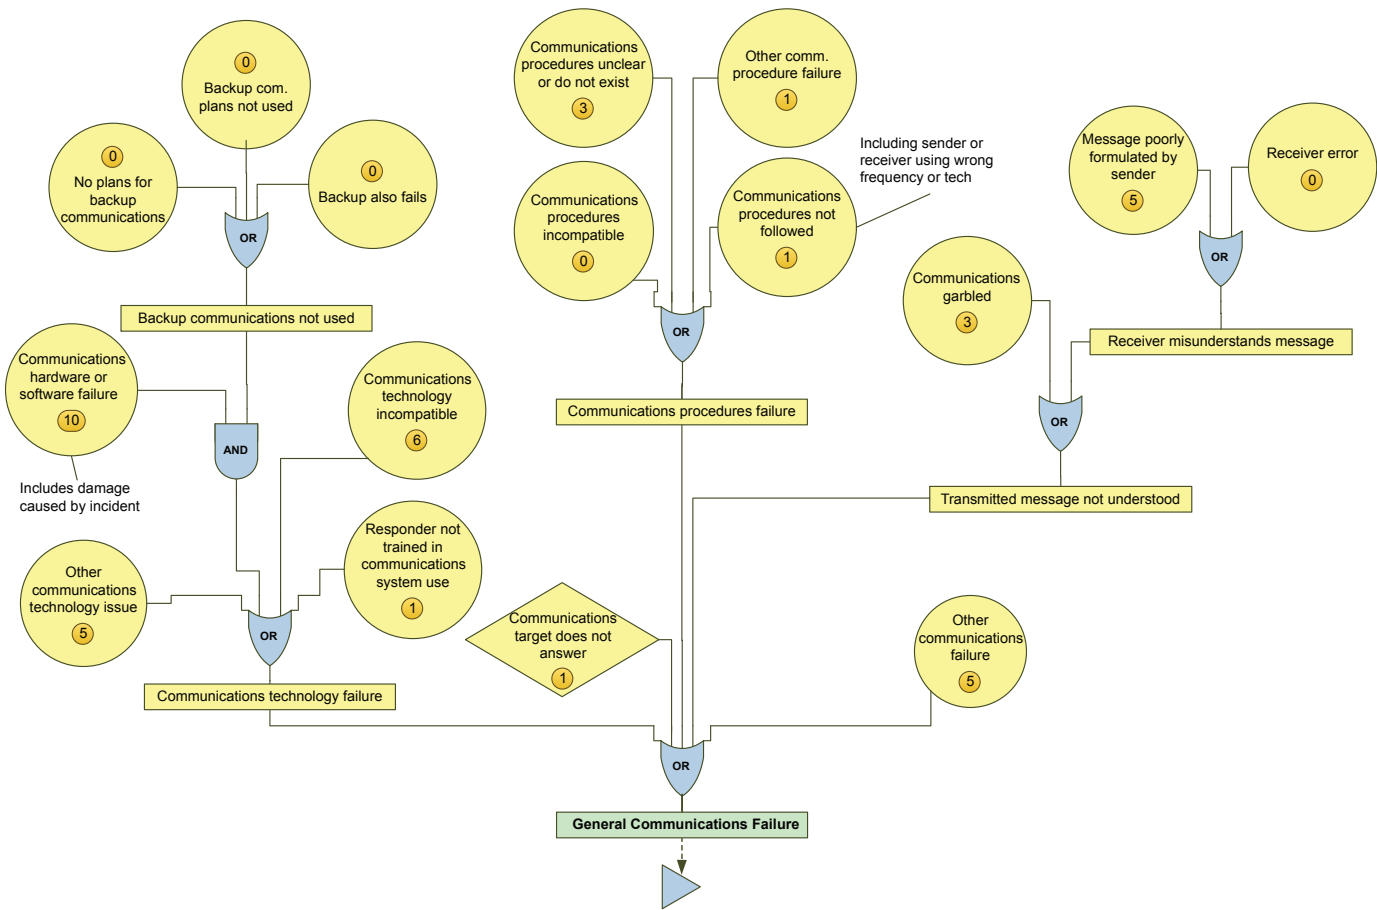 0
Backup com.
plans not used
0
No plans for
backup
communications
0
Backup also fails
OR
Backup communications not used
Communications
hardware or
software failure
10
Includes damage
caused by incident
AND
Communications
technology
incompatible
6
Other
communications
technology issue
5
Responder not
trained in
communications
system use
1
OR
Communications technology failure
Communications
procedures unclear
or do not exist
3
Other comm.
procedure failure
1
Communications
procedures
incompatible
0
Communications
procedures not
followed
1
Including sender or
receiver using wrong
frequency or tech
OR
Communications procedures failure
Message poorly
formulated by
sender
5
Receiver error
0
OR
Receiver misunderstands message
Communications
garbled
3
OR
Transmitted message not understood
Communications
target does not
answer
1
Other
communications
failure
5
OR
General Communications Failure